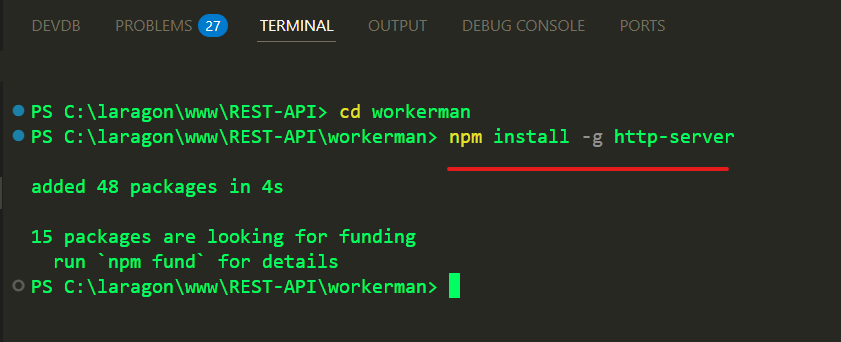 DEVDB PROBLEMS 27 TERMINAL OUTPUT DEBUG CONSOLE PORTS
PS C:\laragon\www\REST-API> cd workerman
PS C:\laragon\www\REST-API\workerman> npm install -g http-server
added 48 packages in 4s
15 packages are looking for funding
  run `npm fund` for details
PS C:\laragon\www\REST-API\workerman>